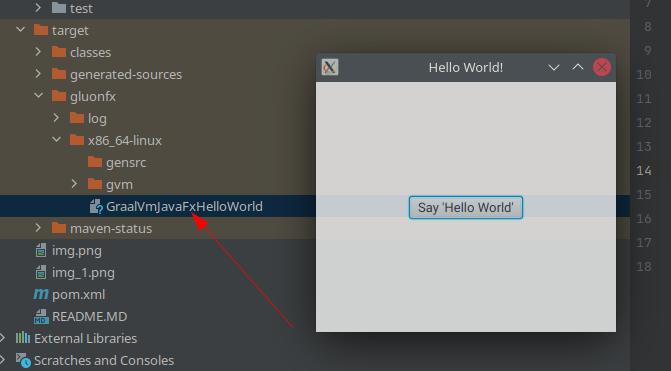 test
target
classes
generated-sources
gluonfx
log
x86_64-linux
gensrc
gvm
GraalVmJavaFxHelloWorld
maven-status
img.png
img_1.png
m pom.xml
MD README.MD
External Libraries
Scratches and Consoles
Hello World!
Say 'Hello World'
7
8
9
10
11
12
13
14
15
16
17
18